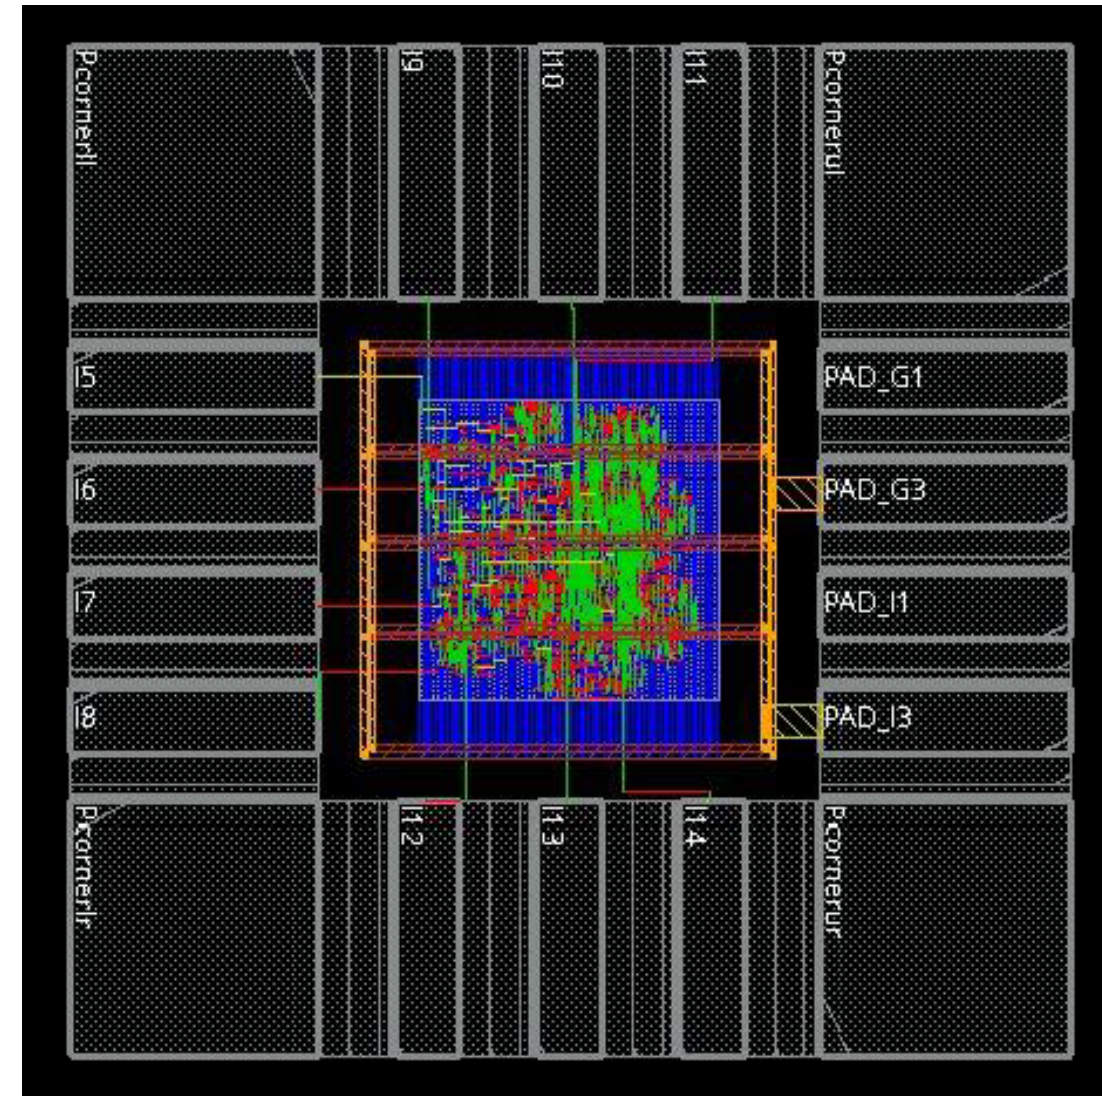 Pcornerll
I9
I10
I11
Pcornerul
I5
PAD_G1
I6
PAD_G3
I7
PAD_I1
I8
PAD_I3
Pcornerlr
I12
I13
I14
Pcornerur